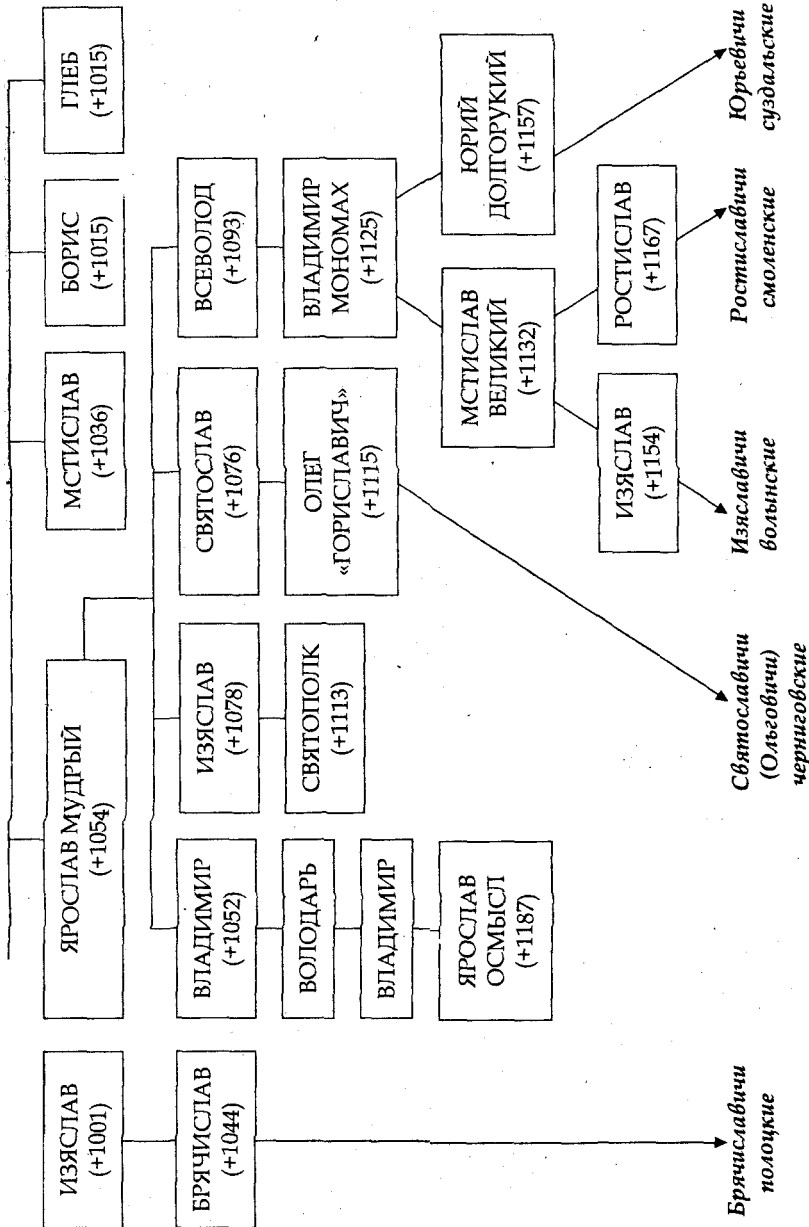 ИЗЯСЛАВ
(+1001)
ЯРОСЛАВ МУДРЫЙ
(+1054)
МСТИСЛАВ
(+1036)
БОРИС
(+1015)
ГЛЕБ
(+1015)
БРЯЧИСЛАВ
(+1044)
ВЛАДИМИР
(+1052)
ИЗЯСЛАВ
(+1078)
СВЯТОСЛАВ
(+1076)
ВСЕВОЛОД
(+1093)
ВОЛОДАРЬ
СВЯТОПОЛК
(+1113)
ОЛЕГ
«ГОРИСЛАВИЧ»
(+1115)
ВЛАДИМИР
МОНОМАХ
(+1125)
ВЛАДИМИР
ЯРОСЛАВ
ОСМЫСЛ
(+1187)
МСТИСЛАВ
ВЕЛИКИЙ
(+1132)
ЮРИЙ
ДОЛГОРУКИЙ
(+1157)
ИЗЯСЛАВ
(+1154)
РОСТИСЛАВ
(+1167)
Брячиславичи
полоцкие
Святославичи
(Ольговичи)
черниговские
Изяславичи
волынские
Ростиславичи
смоленские
Юрьевичи
суздальские